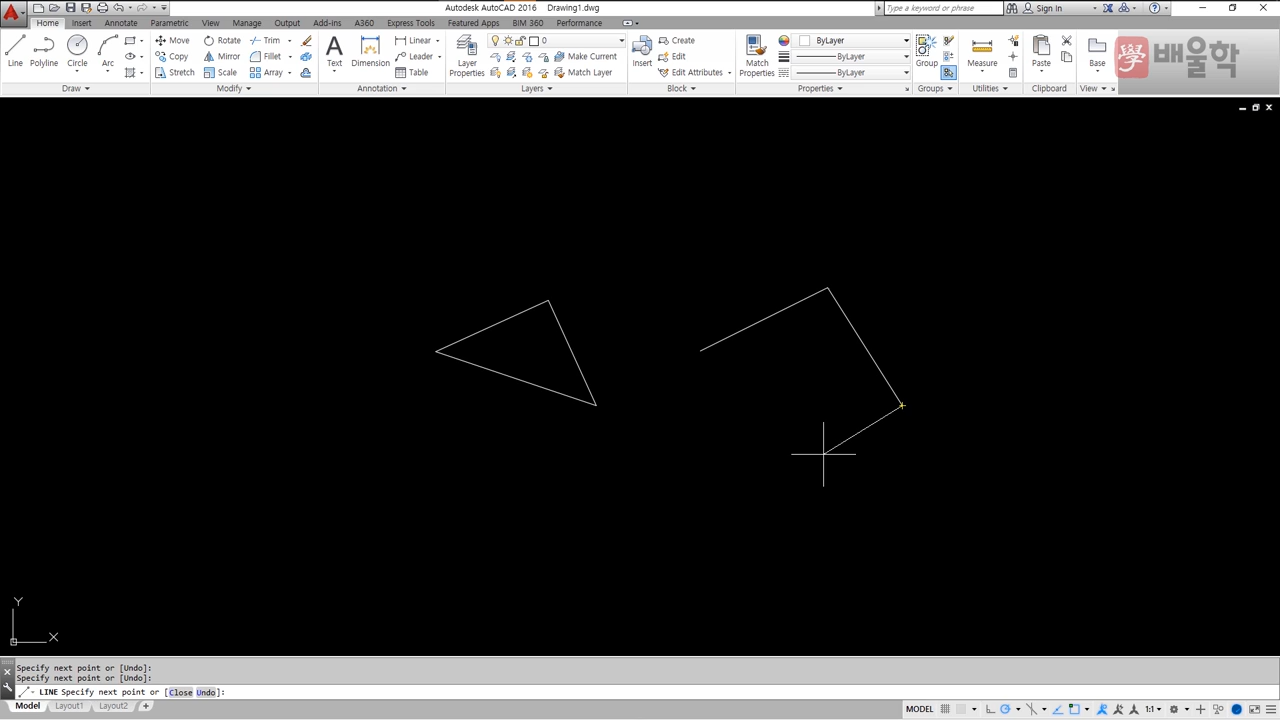 Autodesk AutoCAD 2016 Drawing1.dwg
Type a keyword or phrase
Sign In
Home Insert Annotate Parametric View Manage Output Add-ins A360 Express Tools Featured Apps BIM 360 Performance
Line Polyline Circle Arc
Move Rotate Trim
Copy Mirror Fillet
Stretch Scale Array
A
Text Dimension
Linear
Leader
Table
Layer
Properties
0
Make Current
Match Layer
Insert
Create
Edit
Edit Attributes
Match
Properties
ByLayer
ByLayer
ByLayer
Group
Measure
Paste
Base
學 배울학
Draw Modify Annotation Layers Block Properties Groups Utilities Clipboard View
Y
X
Specify next point or [Undo]:
Specify next point or [Undo]:
LINE Specify next point or [Close Undo]:
Model Layout1 Layout2 +
MODEL 1:1